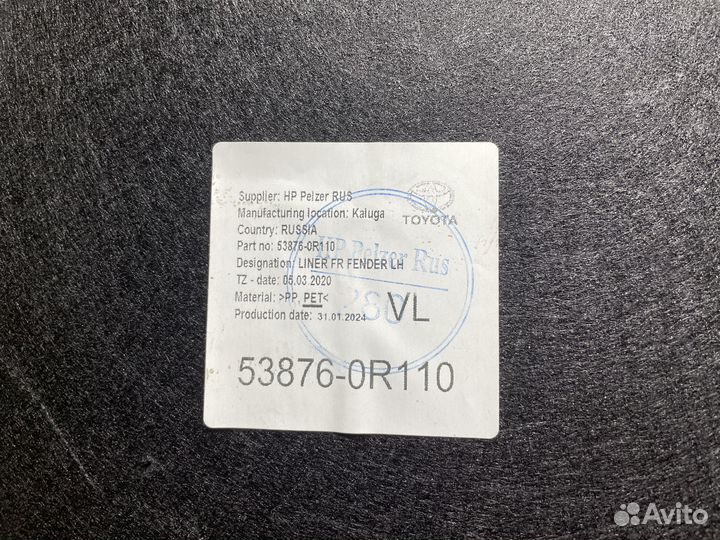 Supplier: HP Pelzer RUS
Manufacturing location: Kaluga
Country: RUSSIA
Part no: 53876-0R110
Designation: LINER FR FENDER LH
TZ - date: 05.03.2020
Material: >PP, PET<
Production date: 31.01.2024
TOYOTA
HP Pelzer Rus
280
VL
53876-0R110
Avito